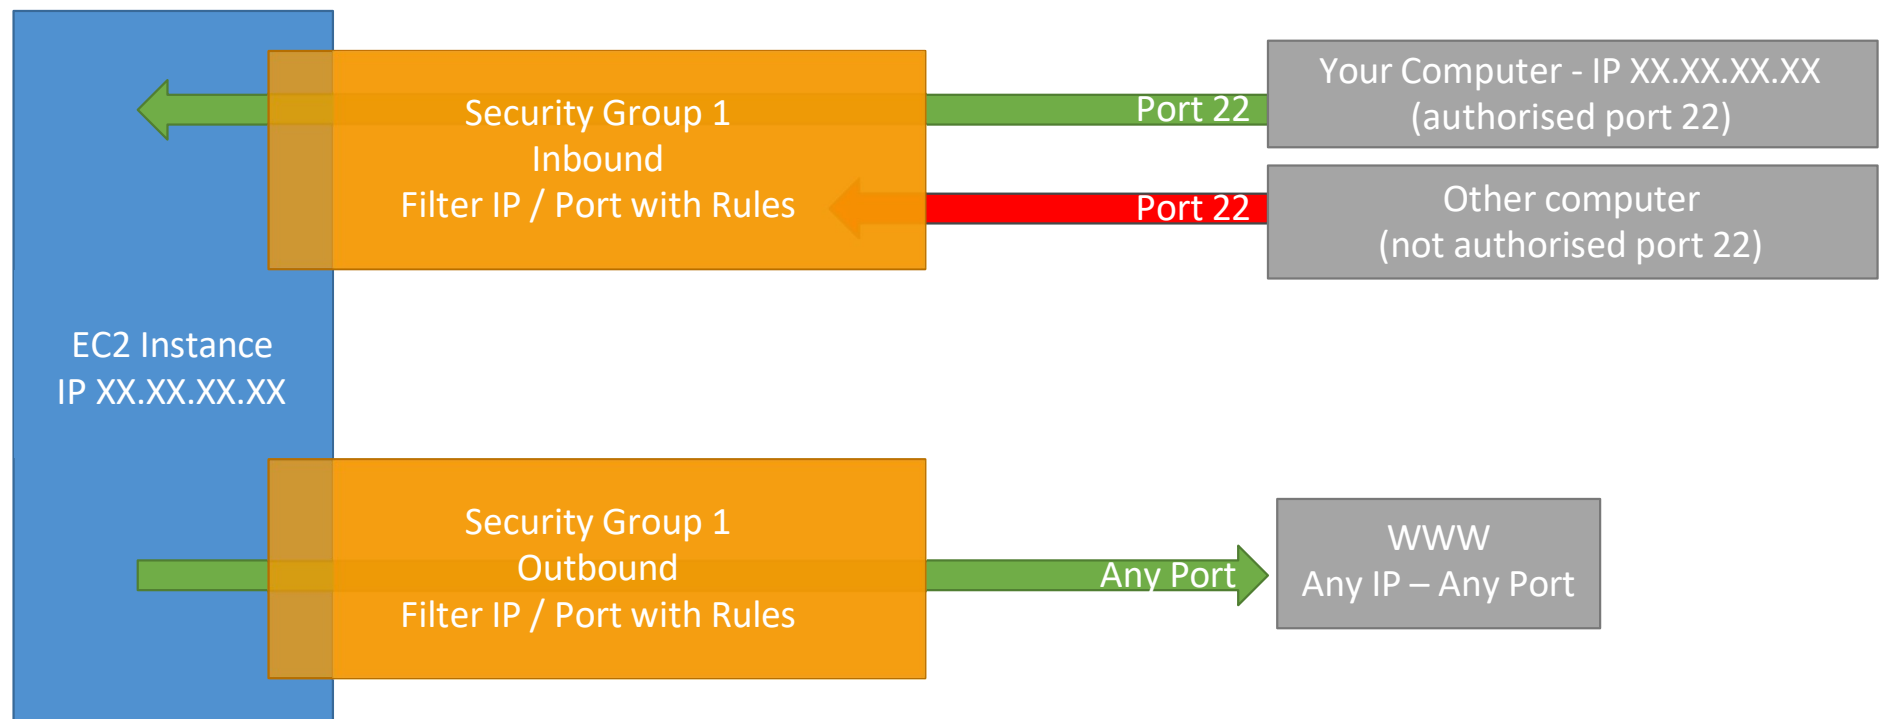 Security Group 1
Inbound
Filter IP / Port with Rules
Port 22
Your Computer - IP XX.XX.XX.XX
(authorised port 22)
Port 22
Other computer
(not authorised port 22)
EC2 Instance
IP XX.XX.XX.XX
Security Group 1
Outbound
Filter IP / Port with Rules
Any Port
WWW
Any IP – Any Port